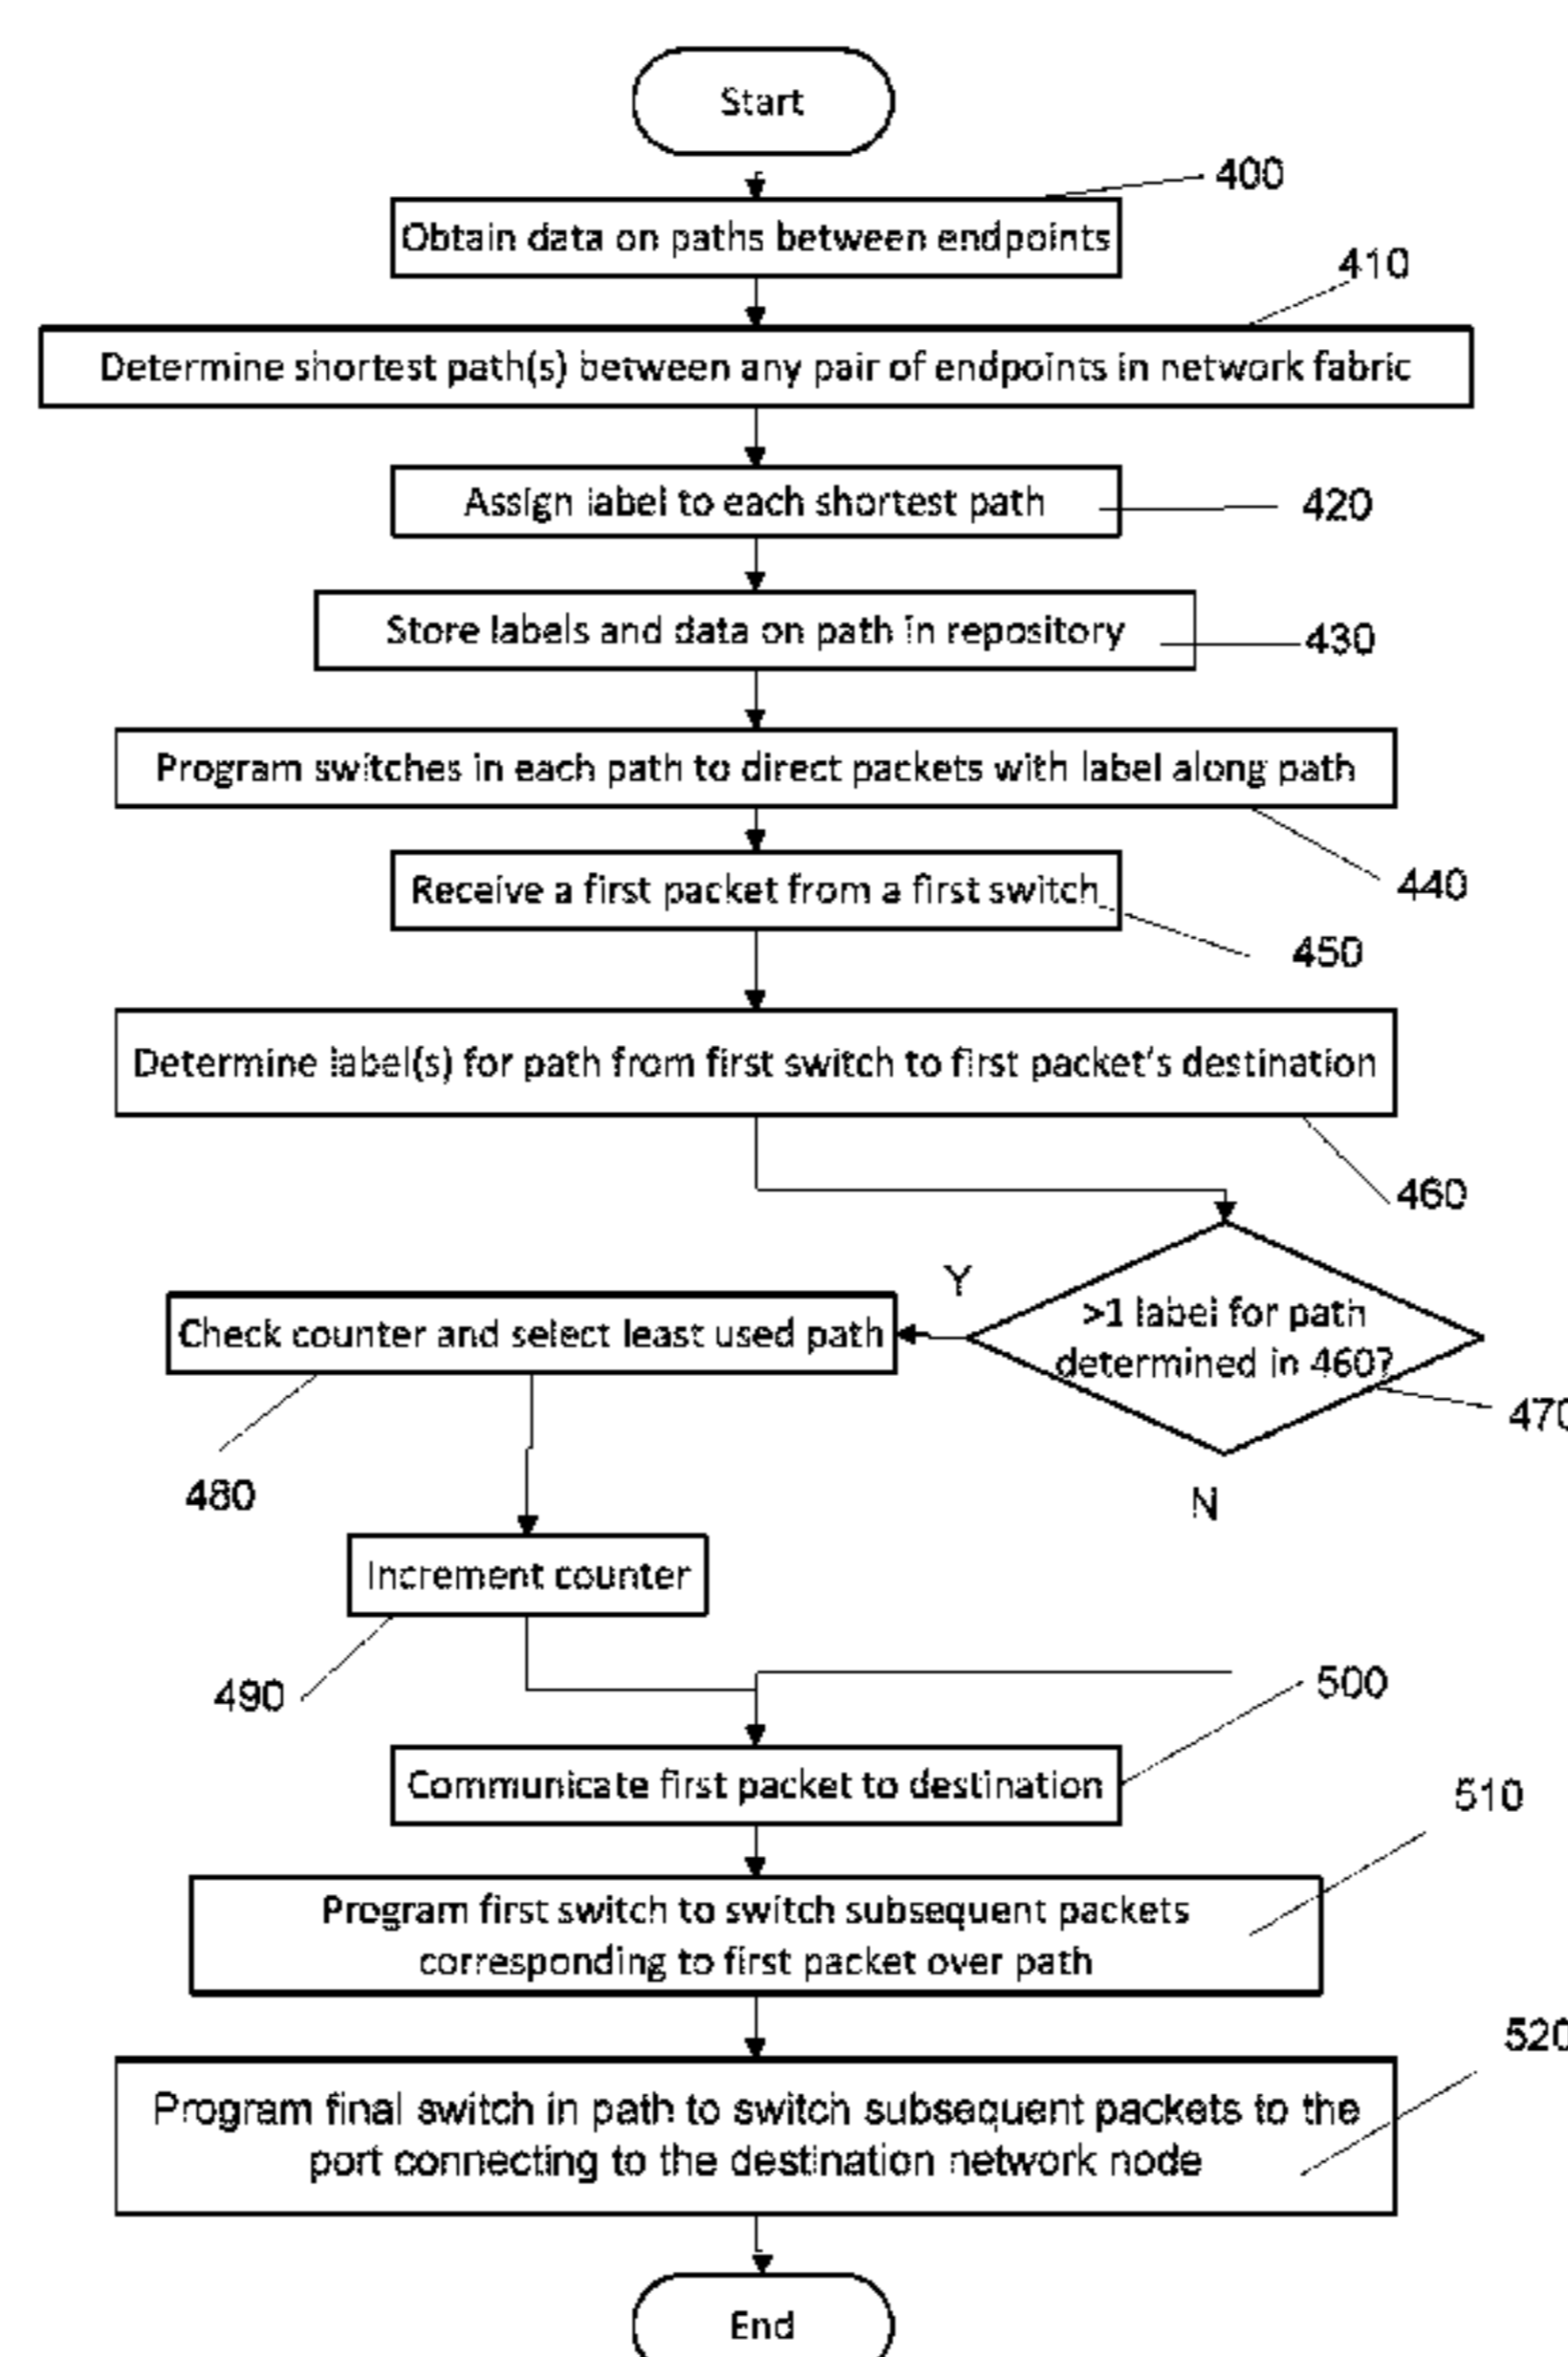 Start
400
Obtain data on paths between endpoints
410
Determine shortest path(s) between any pair of endpoints in network fabric
Assign label to each shortest path
420
Store labels and data on path in repository
430
Program switches in each path to direct packets with label along path
440
Receive a first packet from a first switch
450
Determine label(s) for path from first switch to first packet's destination
460
Y
>1 label for path
determined in 460?
470
Check counter and select least used path
480
N
Increment counter
490
500
Communicate first packet to destination
510
Program first switch to switch subsequent packets
corresponding to first packet over path
520
Program final switch in path to switch subsequent packets to the
port connecting to the destination network node
End